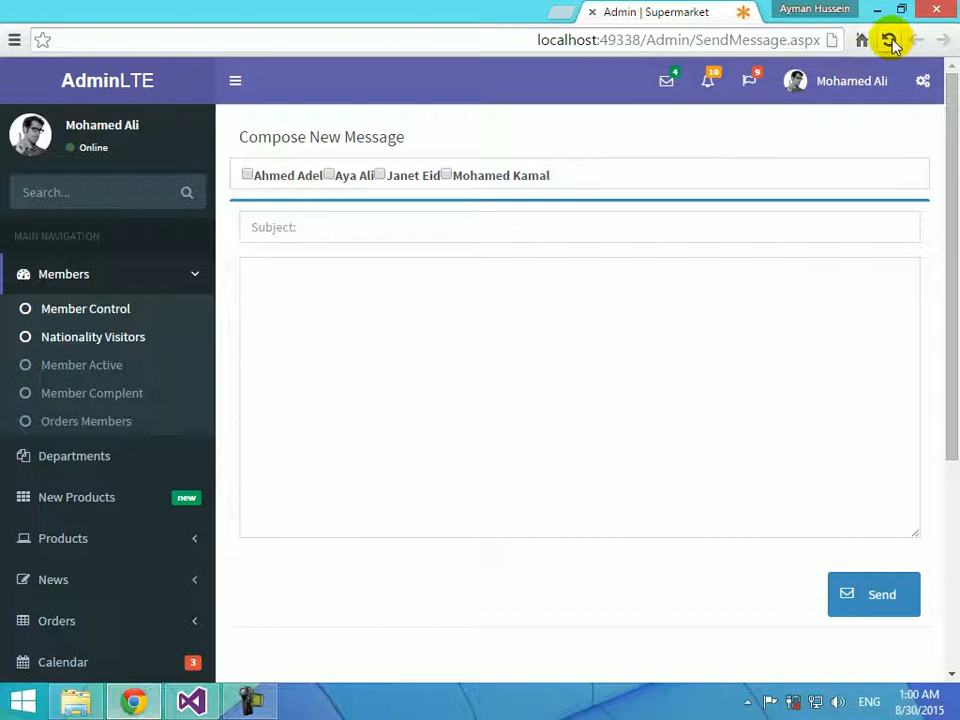 Admin | Supermarket
Ayman Hussein
localhost:49338/Admin/SendMessage.aspx
AdminLTE
4
10
9
Mohamed Ali
Mohamed Ali
Online
Search...
MAIN NAVIGATION
Members
Member Control
Nationality Visitors
Member Active
Member Complent
Orders Members
Departments
New Products
new
Products
News
Orders
Calendar
3
Compose New Message
Ahmed Adel Aya Ali Janet Eid Mohamed Kamal
Subject:
Send
ENG
1:00 AM
8/30/2015